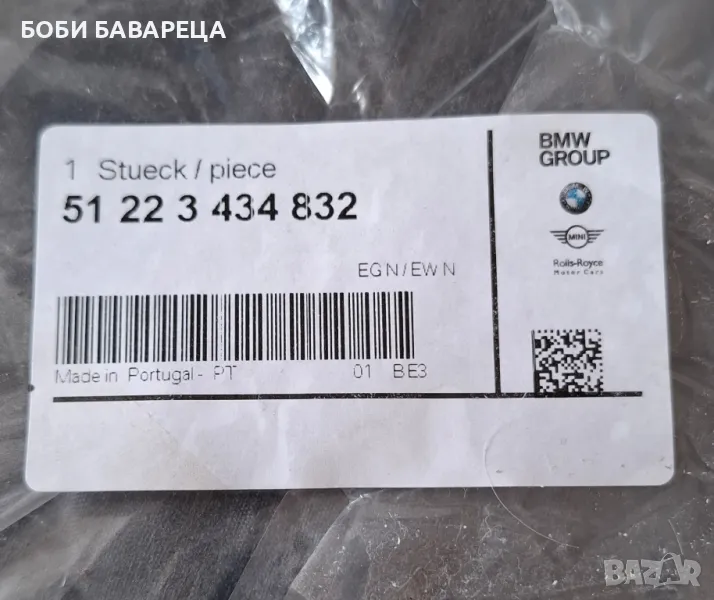 БОБИ БАВАРЕЦА
1 Stueck / piece
51 22 3 434 832
EGN/EWN
Made in Portugal - PT 01 BE3
BMW
GROUP
MINI
Rolls-Royce
Motor Cars
BAZAR